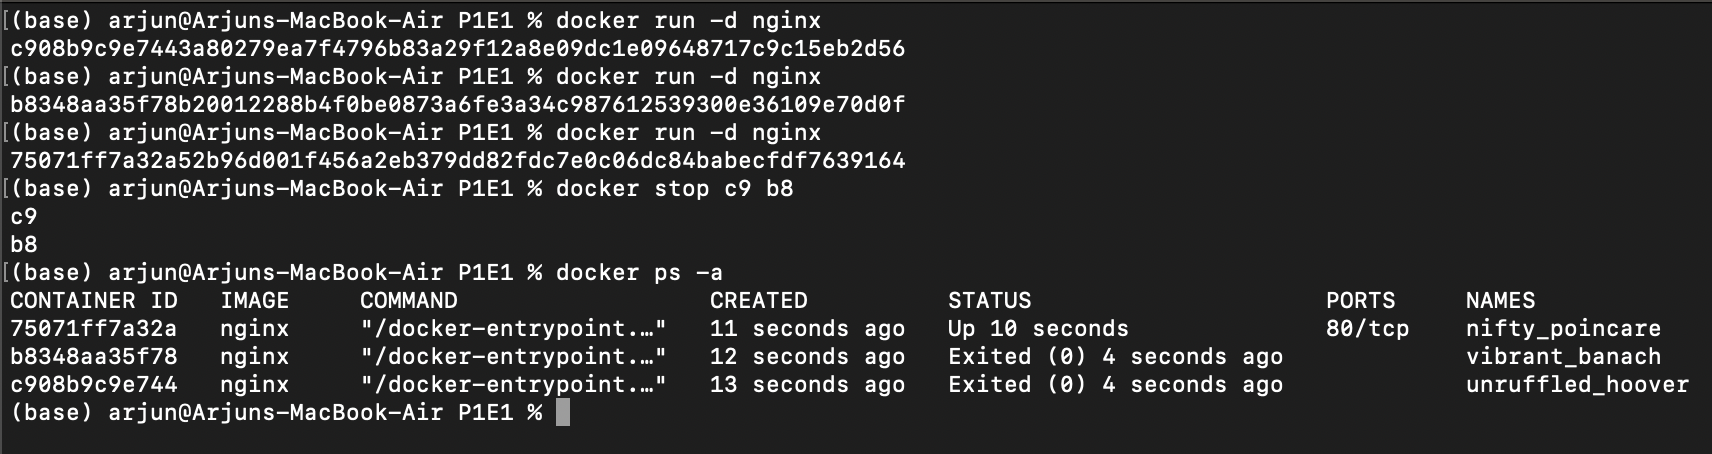 [(base) arjun@Arjuns-MacBook-Air P1E1 % docker run -d nginx
c908b9c9e7443a80279ea7f4796b83a29f12a8e09dc1e09648717c9c15eb2d56
[(base) arjun@Arjuns-MacBook-Air P1E1 % docker run -d nginx
b8348aa35f78b20012288b4f0be0873a6fe3a34c987612539300e36109e70d0f
[(base) arjun@Arjuns-MacBook-Air P1E1 % docker run -d nginx
75071ff7a32a52b96d001f456a2eb379dd82fdc7e0c06dc84babecfdf7639164
[(base) arjun@Arjuns-MacBook-Air P1E1 % docker stop c9 b8
c9
b8
[(base) arjun@Arjuns-MacBook-Air P1E1 % docker ps -a
CONTAINER ID   IMAGE     COMMAND                  CREATED          STATUS                     PORTS     NAMES
75071ff7a32a   nginx     "/docker-entrypoint.…"   11 seconds ago   Up 10 seconds              80/tcp    nifty_poincare
b8348aa35f78   nginx     "/docker-entrypoint.…"   12 seconds ago   Exited (0) 4 seconds ago             vibrant_banach
c908b9c9e744   nginx     "/docker-entrypoint.…"   13 seconds ago   Exited (0) 4 seconds ago             unruffled_hoover
(base) arjun@Arjuns-MacBook-Air P1E1 %